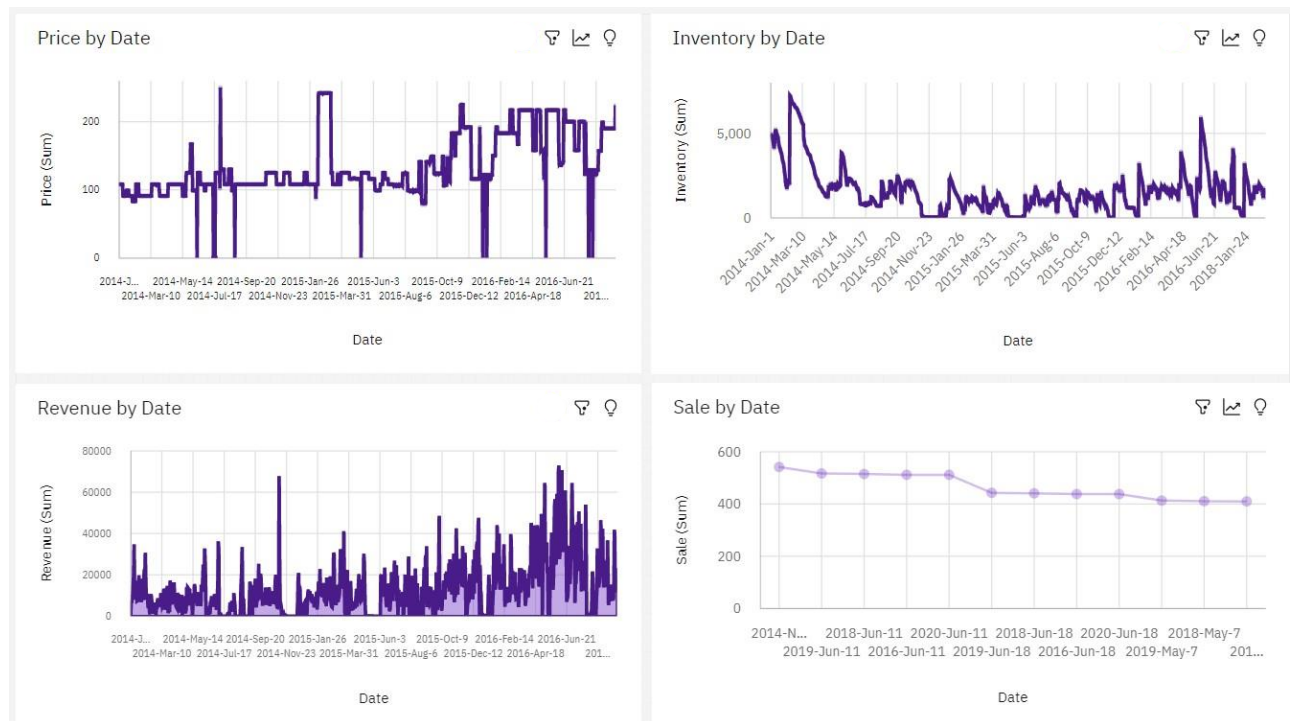 Price by Date
200
100
0
Price (Sum)
2014-J... 2014-May-14 2014-Sep-20 2015-Jan-26 2015-Jun-3 2015-Oct-9 2016-Feb-14 2016-Jun-21
2014-Mar-10 2014-Jul-17 2014-Nov-23 2015-Mar-31 2015-Aug-6 2015-Dec-12 2016-Apr-18 201...
Date
Inventory by Date
5,000
0
Inventory (Sum)
2014-Jan-1
2014-Mar-10
2014-May-14
2014-Jul-17
2014-Sep-20
2014-Nov-23
2015-Jan-26
2015-Mar-31
2015-Jun-3
2015-Aug-6
2015-Oct-9
2015-Dec-12
2016-Feb-14
2016-Apr-18
2016-Jun-21
2018-Jan-24
Date
Revenue by Date
80000
60000
40000
20000
0
Revenue (Sum)
2014-J... 2014-May-14 2014-Sep-20 2015-Jan-26 2015-Jun-3 2015-Oct-9 2016-Feb-14 2016-Jun-21
2014-Mar-10 2014-Jul-17 2014-Nov-23 2015-Mar-31 2015-Aug-6 2015-Dec-12 2016-Apr-18 201...
Date
Sale by Date
600
400
200
0
Sale (Sum)
2014-N... 2018-Jun-11 2020-Jun-11 2018-Jun-18 2020-Jun-18 2018-May-7
2019-Jun-11 2016-Jun-11 2019-Jun-18 2016-Jun-18 2019-May-7 201...
Date